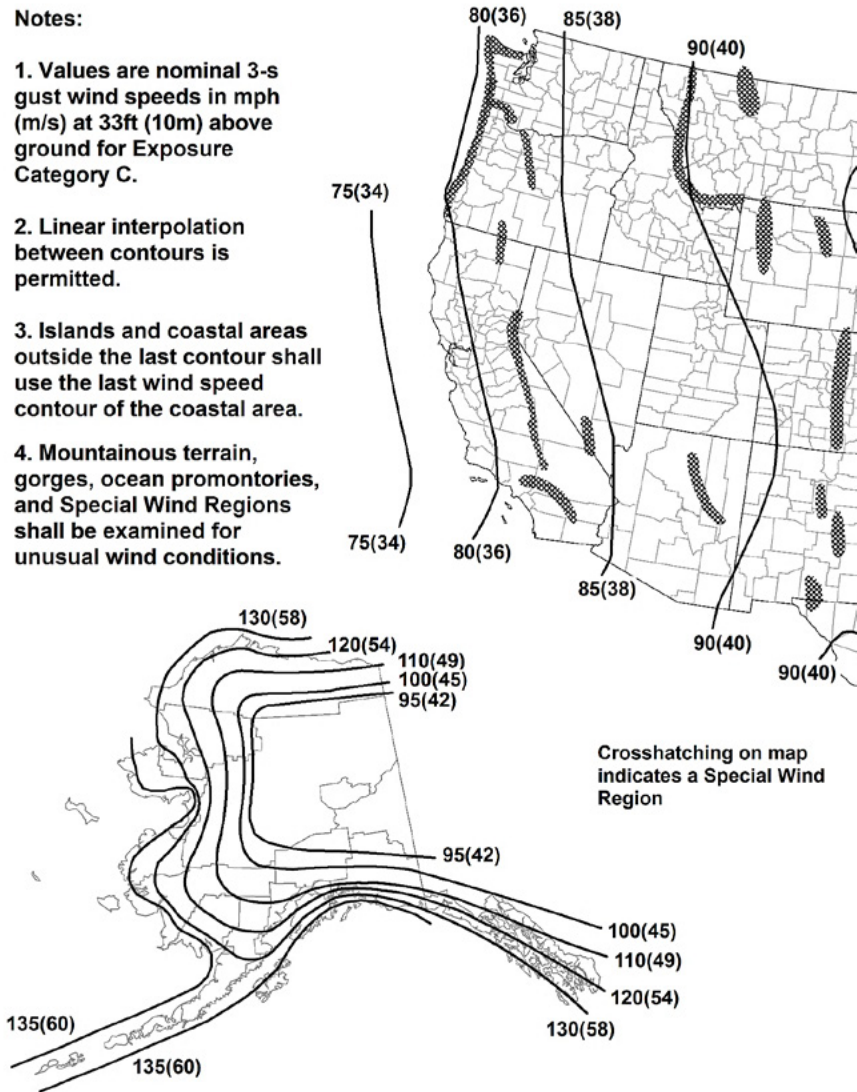 Notes:
1. Values are nominal 3-s
gust wind speeds in mph
(m/s) at 33ft (10m) above
ground for Exposure
Category C.
2. Linear interpolation
between contours is
permitted.
3. Islands and coastal areas
outside the last contour shall
use the last wind speed
contour of the coastal area.
4. Mountainous terrain,
gorges, ocean promontories,
and Special Wind Regions
shall be examined for
unusual wind conditions.
80(36)
85(38)
90(40)
75(34)
75(34)
80(36)
85(38)
90(40)
90(40)
130(58)
120(54)
110(49)
100(45)
95(42)
Crosshatching on map
indicates a Special Wind
Region
95(42)
100(45)
110(49)
120(54)
130(58)
135(60)
135(60)